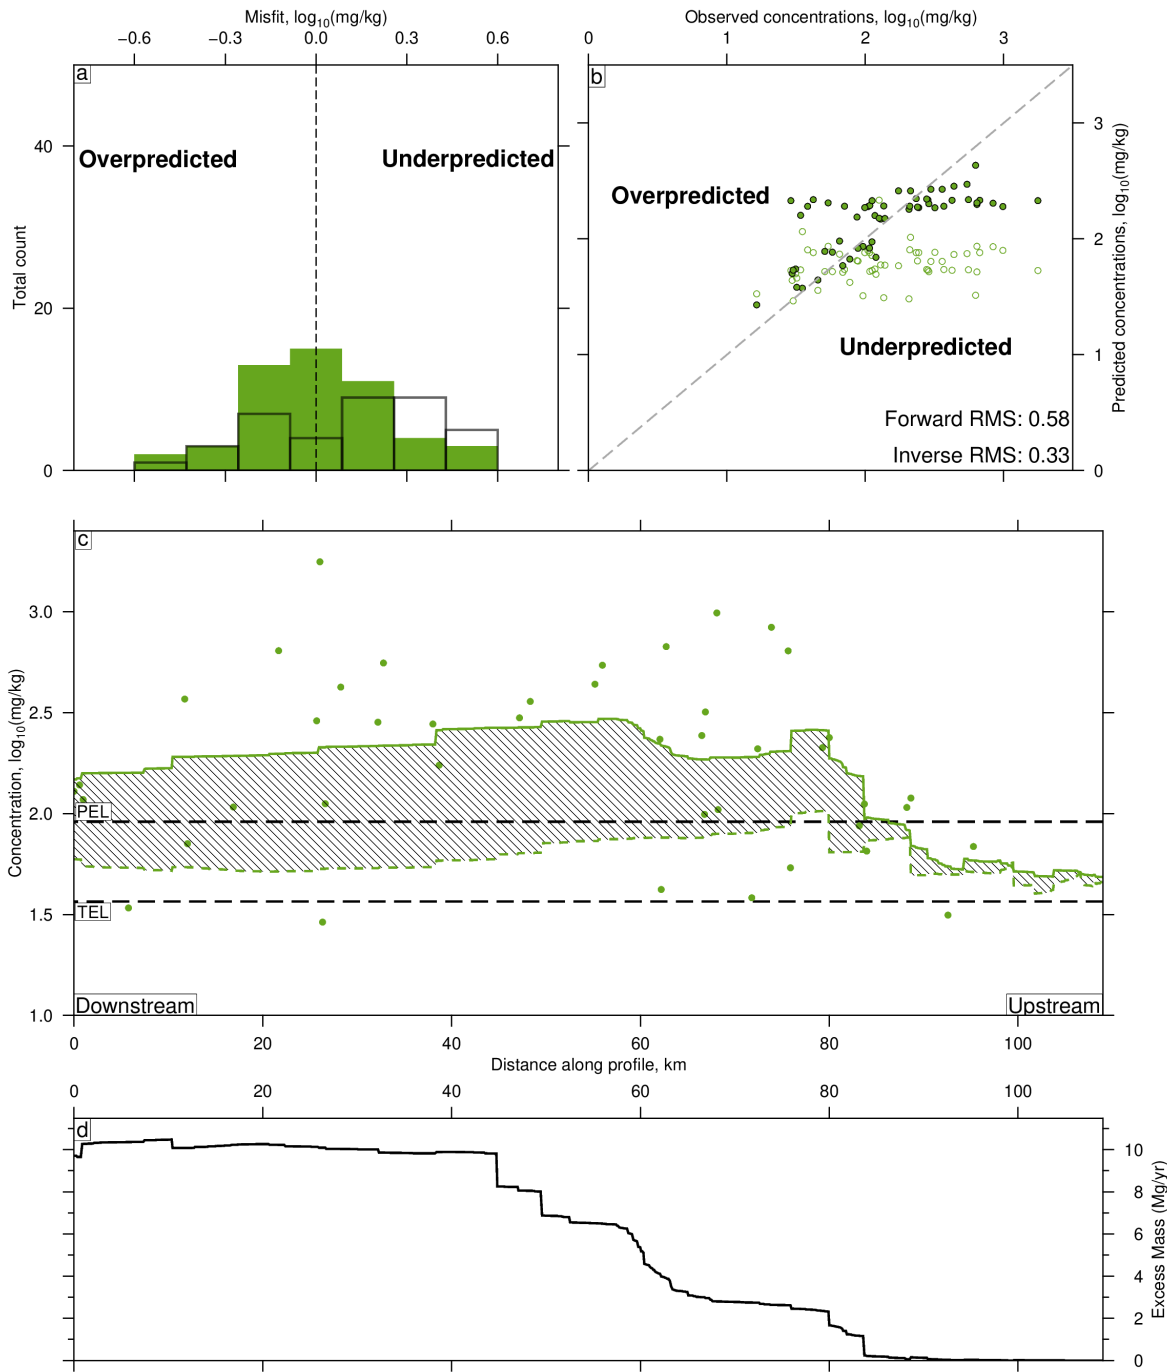 Misfit, log10(mg/kg)
−0.6 −0.3 0.0 0.3 0.6
a
Overpredicted
Underpredicted
Total count
40
20
0
Observed concentrations, log10(mg/kg)
0 1 2 3
b
Overpredicted
Underpredicted
Forward RMS: 0.58
Inverse RMS: 0.33
Predicted concentrations, log10(mg/kg)
3
2
1
0
c
Concentration, log10(mg/kg)
3.0
2.5
2.0
1.5
1.0
PEL
TEL
Downstream
Upstream
0 20 40 60 80 100
Distance along profile, km
0 20 40 60 80 100
d
Excess Mass (Mg/yr)
10
8
6
4
2
0